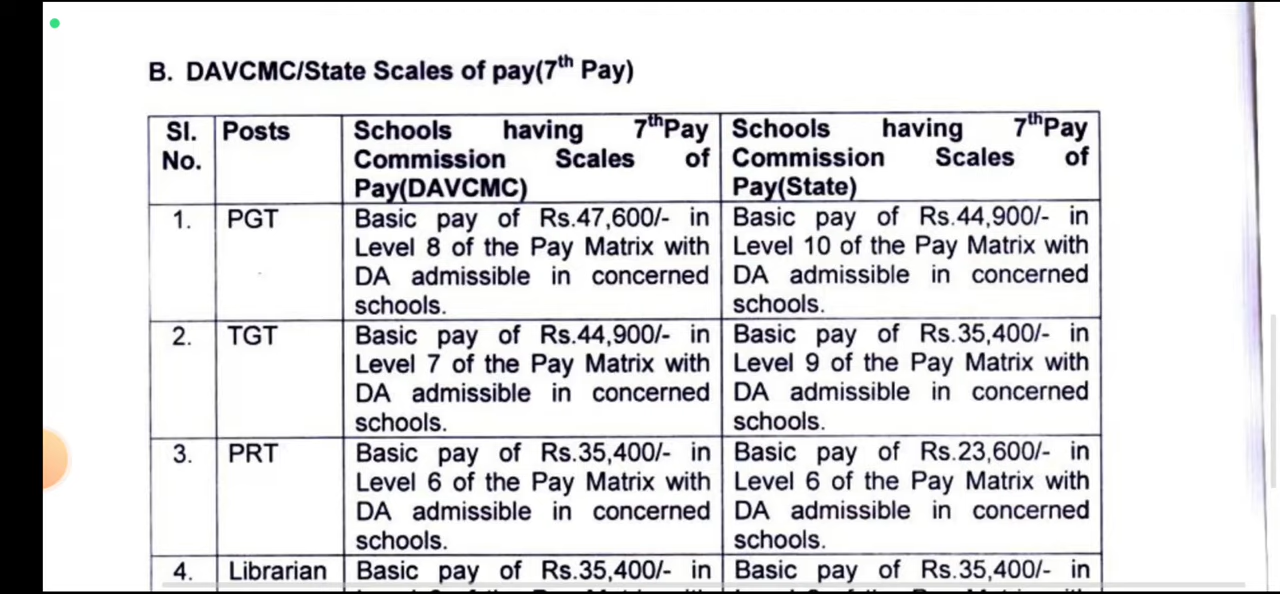 B. DAVCMC/State Scales of pay(7th Pay)
Sl. No. | Posts | Schools having 7thPay Commission Scales of Pay(DAVCMC) | Schools having 7thPay Commission Scales of Pay(State)
1. | PGT | Basic pay of Rs.47,600/- in Level 8 of the Pay Matrix with DA admissible in concerned schools. | Basic pay of Rs.44,900/- in Level 10 of the Pay Matrix with DA admissible in concerned schools.
2. | TGT | Basic pay of Rs.44,900/- in Level 7 of the Pay Matrix with DA admissible in concerned schools. | Basic pay of Rs.35,400/- in Level 9 of the Pay Matrix with DA admissible in concerned schools.
3. | PRT | Basic pay of Rs.35,400/- in Level 6 of the Pay Matrix with DA admissible in concerned schools. | Basic pay of Rs.23,600/- in Level 6 of the Pay Matrix with DA admissible in concerned schools.
4. | Librarian | Basic pay of Rs.35,400/- in | Basic pay of Rs.35,400/- in